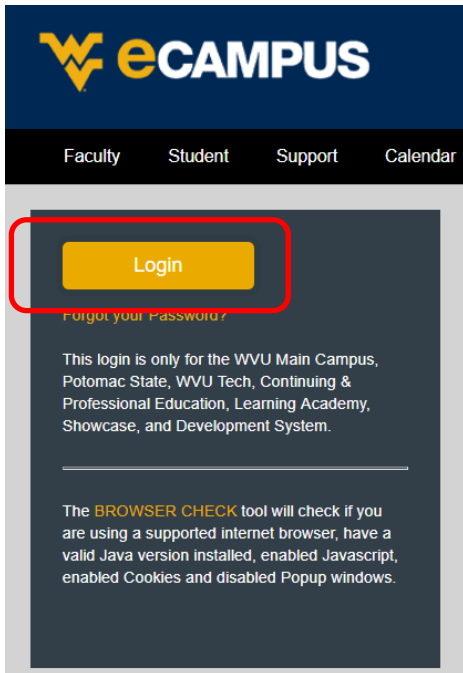 eCAMPUS
Faculty Student Support Calendar
Login
Forgot your Password?
This login is only for the WVU Main Campus,
Potomac State, WVU Tech, Continuing &
Professional Education, Learning Academy,
Showcase, and Development System.
The BROWSER CHECK tool will check if you
are using a supported internet browser, have a
valid Java version installed, enabled Javascript,
enabled Cookies and disabled Popup windows.